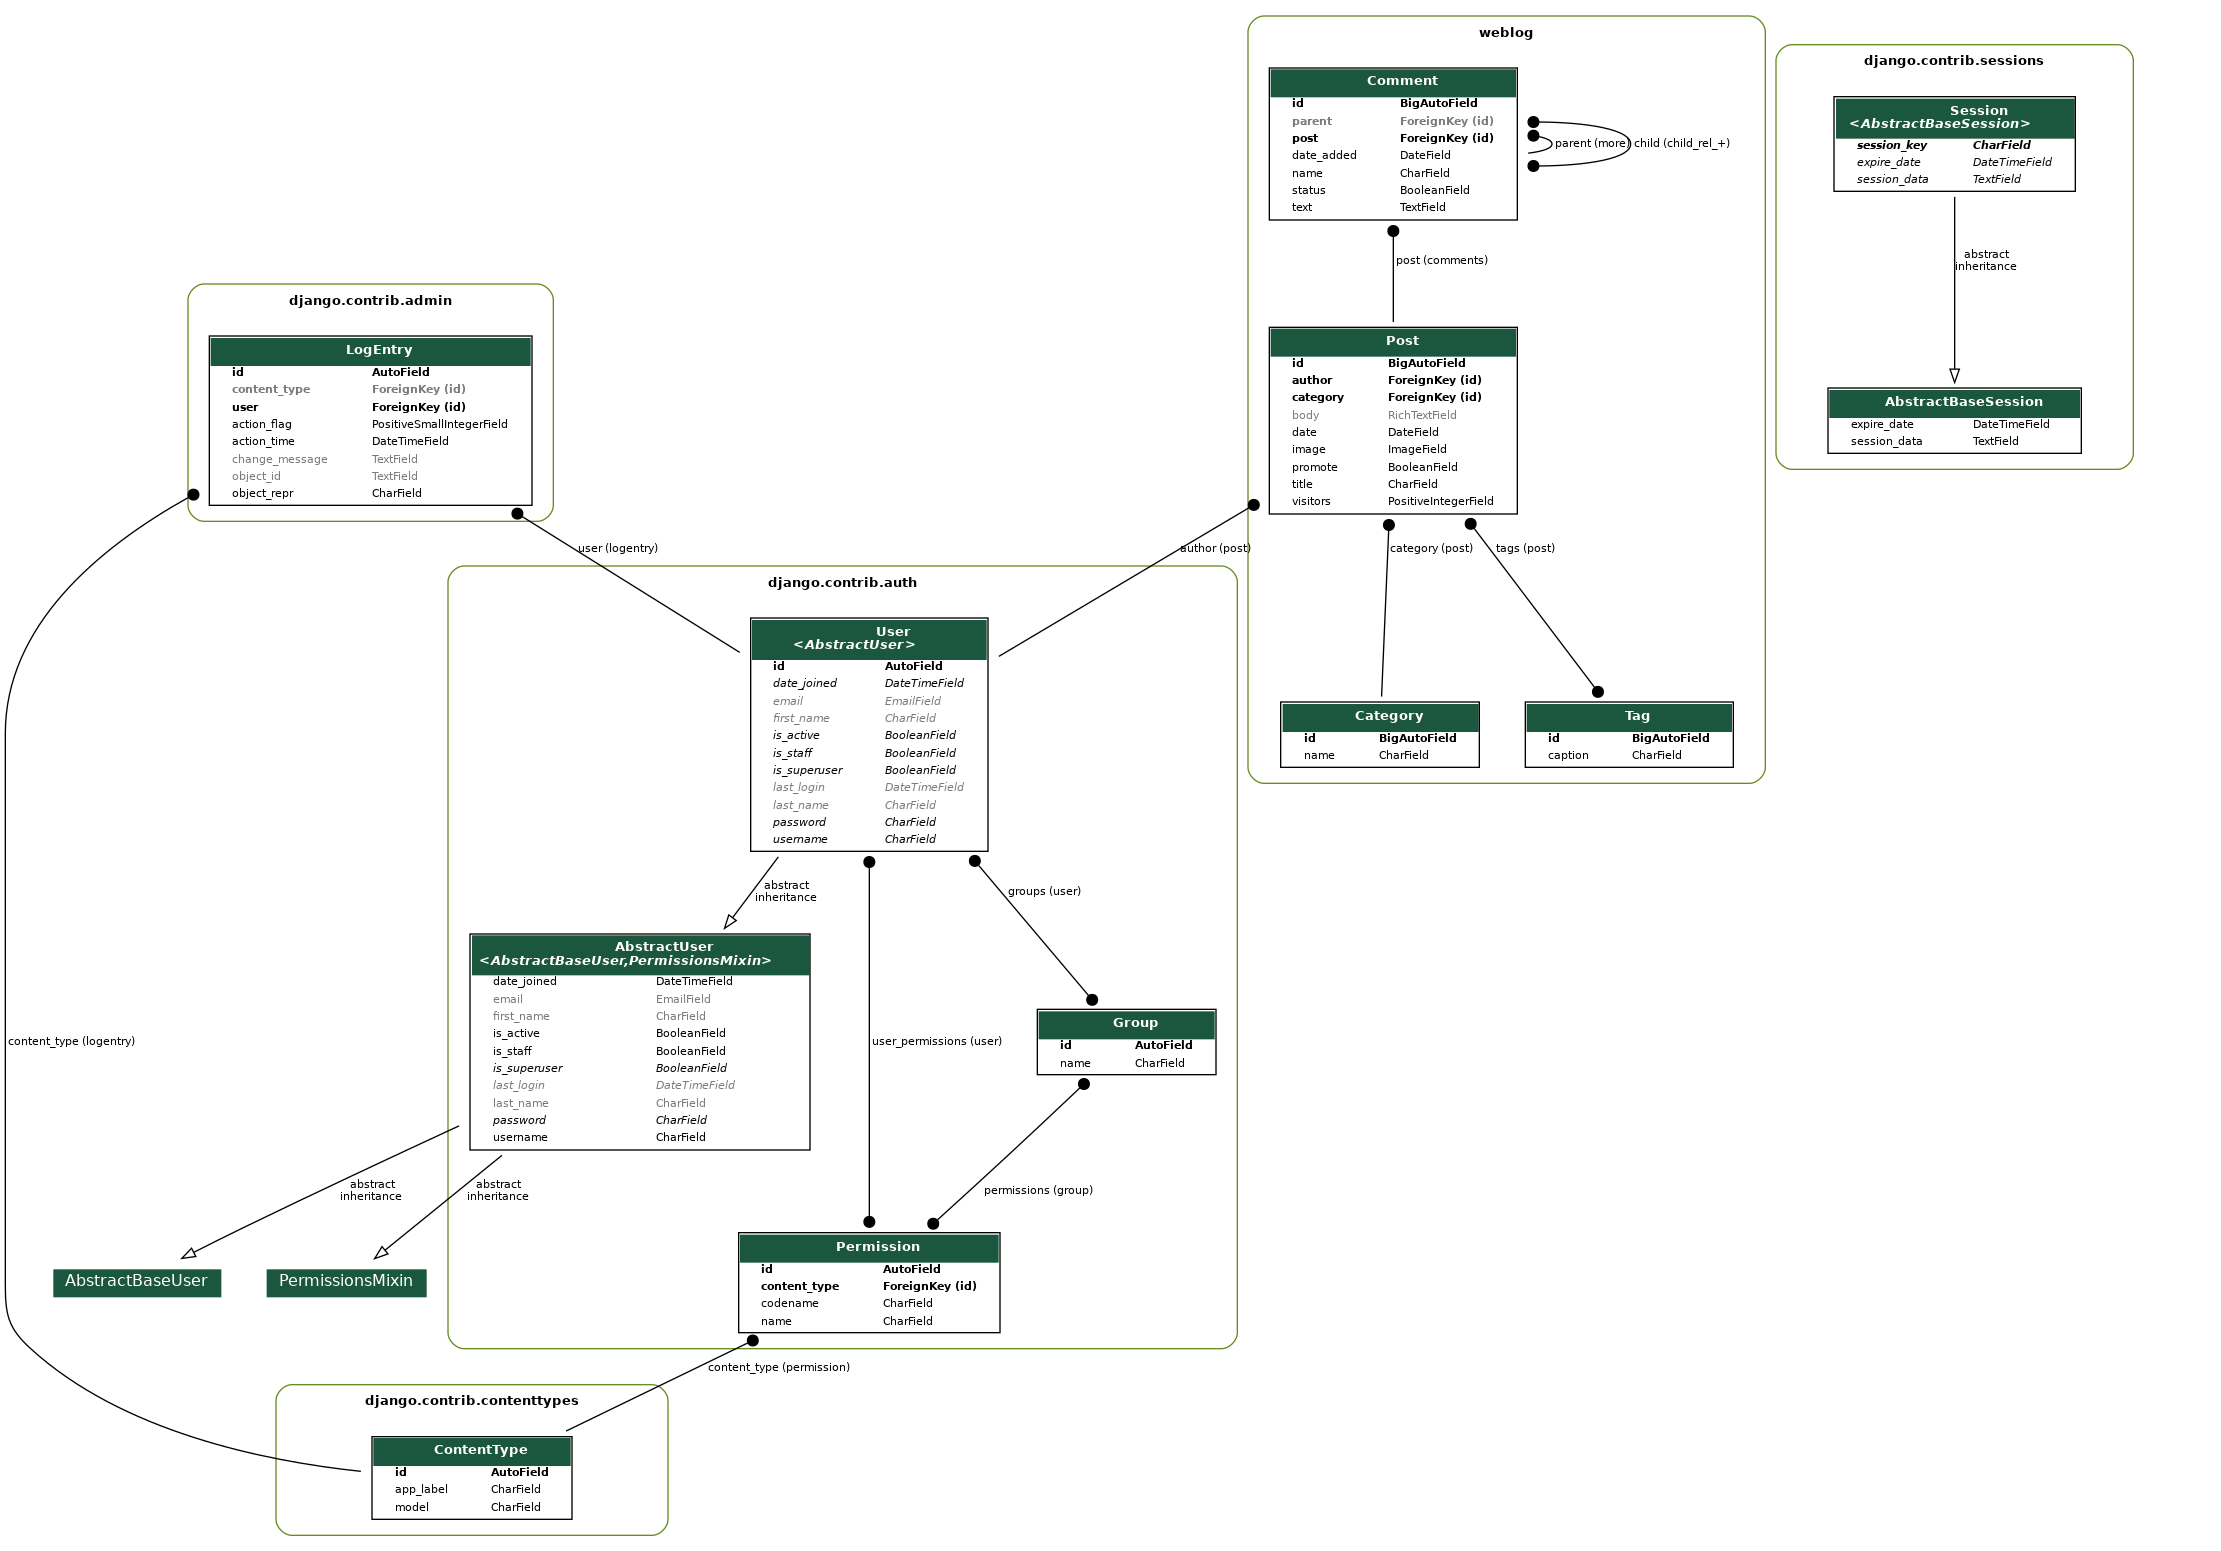 weblog
Comment
id BigAutoField
parent ForeignKey (id)
post ForeignKey (id)
date_added DateField
name CharField
status BooleanField
text TextField
parent (more) child (child_rel_+)
post (comments)
Post
id BigAutoField
author ForeignKey (id)
category ForeignKey (id)
body RichTextField
date DateField
image ImageField
promote BooleanField
title CharField
visitors PositiveIntegerField
author (post)
category (post)
tags (post)
Category
id BigAutoField
name CharField
Tag
id BigAutoField
caption CharField
django.contrib.sessions
Session
<AbstractBaseSession>
session_key CharField
expire_date DateTimeField
session_data TextField
abstract
inheritance
AbstractBaseSession
expire_date DateTimeField
session_data TextField
django.contrib.admin
LogEntry
id AutoField
content_type ForeignKey (id)
user ForeignKey (id)
action_flag PositiveSmallIntegerField
action_time DateTimeField
change_message TextField
object_id TextField
object_repr CharField
user (logentry)
django.contrib.auth
User
<AbstractUser>
id AutoField
date_joined DateTimeField
email EmailField
first_name CharField
is_active BooleanField
is_staff BooleanField
is_superuser BooleanField
last_login DateTimeField
last_name CharField
password CharField
username CharField
abstract
inheritance
groups (user)
AbstractUser
<AbstractBaseUser,PermissionsMixin>
date_joined DateTimeField
email EmailField
first_name CharField
is_active BooleanField
is_staff BooleanField
is_superuser BooleanField
last_login DateTimeField
last_name CharField
password CharField
username CharField
user_permissions (user)
Group
id AutoField
name CharField
content_type (logentry)
abstract
inheritance
abstract
inheritance
permissions (group)
AbstractBaseUser
PermissionsMixin
Permission
id AutoField
content_type ForeignKey (id)
codename CharField
name CharField
content_type (permission)
django.contrib.contenttypes
ContentType
id AutoField
app_label CharField
model CharField